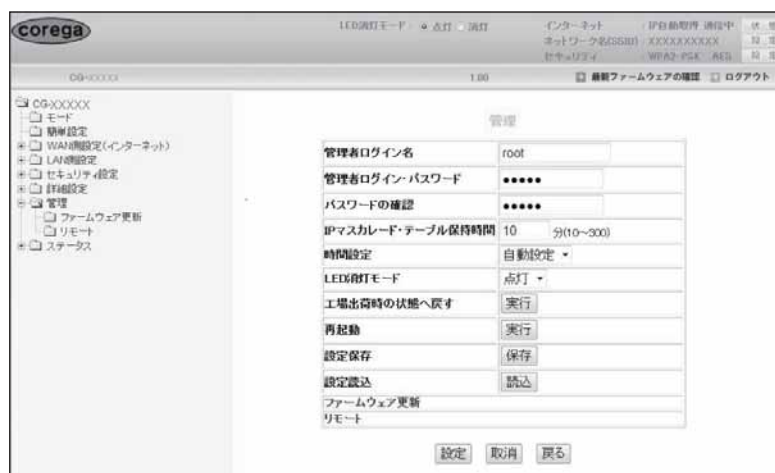 corega
LED消灯モード: 点灯 消灯
インターネット :IP自動取得 通信中
ネットワーク名(SSID) :XXXXXXXXXX
セキュリティ :WPA2-PSK AES
CG-XXXXX
1.00
最新ファームウェアの確認 ログアウト
CG-XXXXX
モード
簡単設定
WAN側設定(インターネット)
LAN側設定
セキュリティ設定
詳細設定
管理
ファームウェア更新
リモート
ステータス
管理
管理者ログイン名 root
管理者ログイン・パスワード ●●●●●
パスワードの確認 ●●●●●
IPマスカレード・テーブル保持時間 10 分(10~300)
時間設定 自動設定
LED消灯モード 点灯
工場出荷時の状態へ戻す 実行
再起動 実行
設定保存 保存
設定読込 読込
ファームウェア更新
リモート
設定 取消 戻る